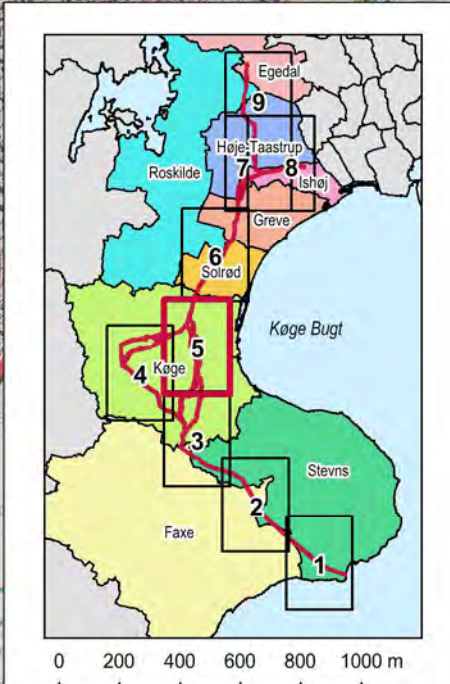 Egedal
9
Høje-Taastrup
7
8
Ishøj
Roskilde
Greve
6
Solrød
Køge Bugt
5
Køge
4
3
Stevns
2
Faxe
1
0 200 400 600 800 1000 m